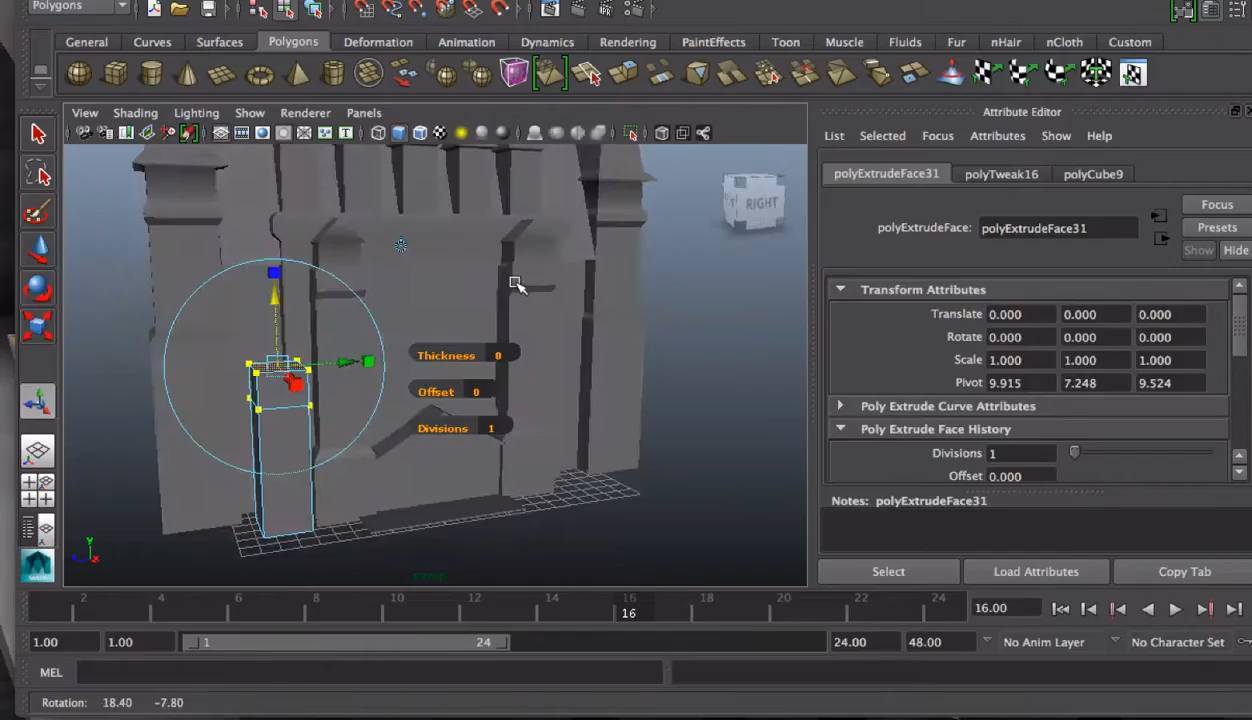 Polygons
General Curves Surfaces Polygons Deformation Animation Dynamics Rendering PaintEffects Toon Muscle Fluids Fur nHair nCloth Custom
View Shading Lighting Show Renderer Panels
Attribute Editor
List Selected Focus Attributes Show Help
polyExtrudeFace31 polyTweak16 polyCube9
RIGHT
polyExtrudeFace: polyExtrudeFace31
Focus
Presets
Show Hide
Transform Attributes
Translate 0.000 0.000 0.000
Rotate 0.000 0.000 0.000
Scale 1.000 1.000 1.000
Pivot 9.915 7.248 9.524
Poly Extrude Curve Attributes
Poly Extrude Face History
Divisions 1
Offset 0.000
Thickness 0
Offset 0
Divisions 1
Notes: polyExtrudeFace31
Select Load Attributes Copy Tab
y
2 4 6 8 10 12 14 16 18 20 22 24
16
16.00
1.00 1.00 1 24 24.00 48.00 No Anim Layer No Character Set
MEL
Rotation: 18.40 -7.80